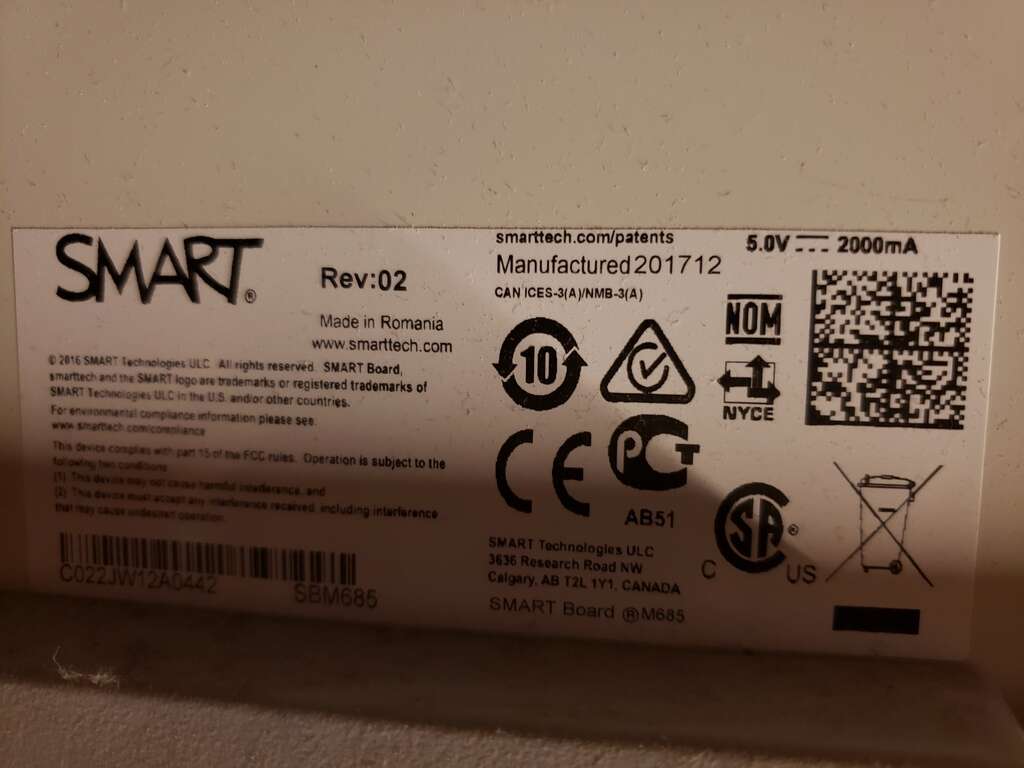 SMART®
Rev:02
Made in Romania
www.smarttech.com
© 2016 SMART Technologies ULC. All rights reserved. SMART Board,
smarttech and the SMART logo are trademarks or registered trademarks of
SMART Technologies ULC in the U.S. and/or other countries.
For environmental compliance information please see:
www.smarttech.com/compliance
This device complies with part 15 of the FCC rules. Operation is subject to the
following two conditions
(1) This device may not cause harmful interference, and
(2) This device must accept any interference received, including interference
that may cause undesired operation.
C022JW12A0442
SBM685
smarttech.com/patents
Manufactured 201712
CAN ICES-3(A)/NMB-3(A)
5.0V ⎓ 2000mA
10
NOM
NYCE
CE
PCT
AB51
C SA® US
SMART Technologies ULC
3636 Research Road NW
Calgary, AB T2L 1Y1, CANADA
SMART Board ®M685